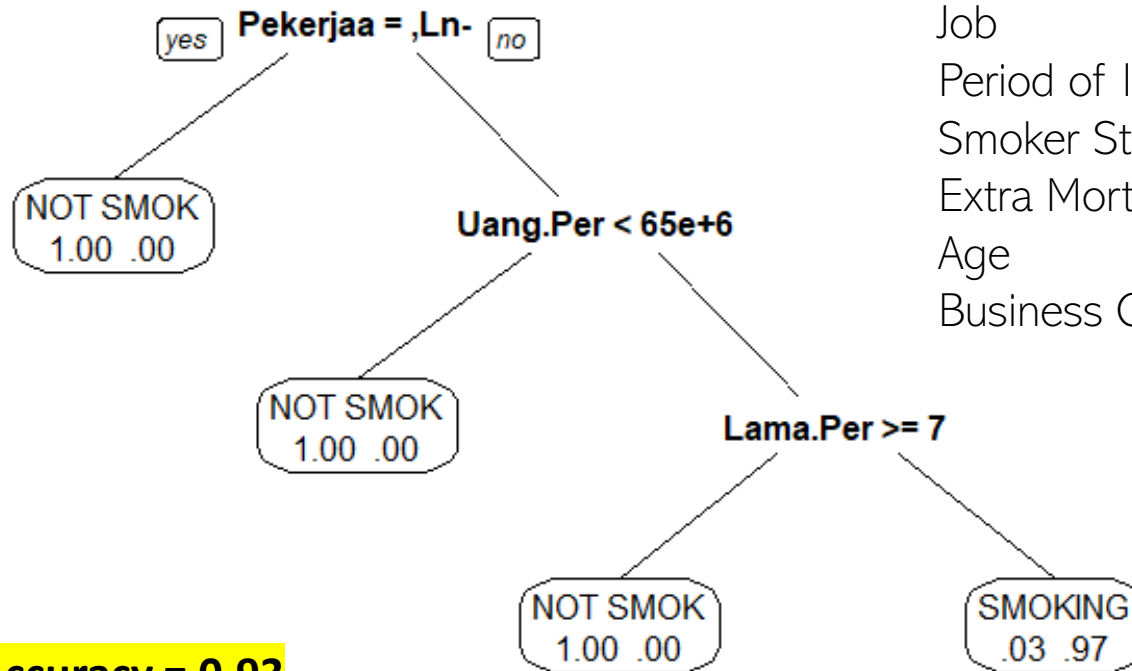 yes
Pekerjaa = ,Ln-
no
NOT SMOK
1.00 .00
Uang.Per < 65e+6
NOT SMOK
1.00 .00
Lama.Per >= 7
NOT SMOK
1.00 .00
SMOKING
.03 .97
Job
Period of
Smoker St
Extra Mort
Age
Business
ccuracy = 0.92